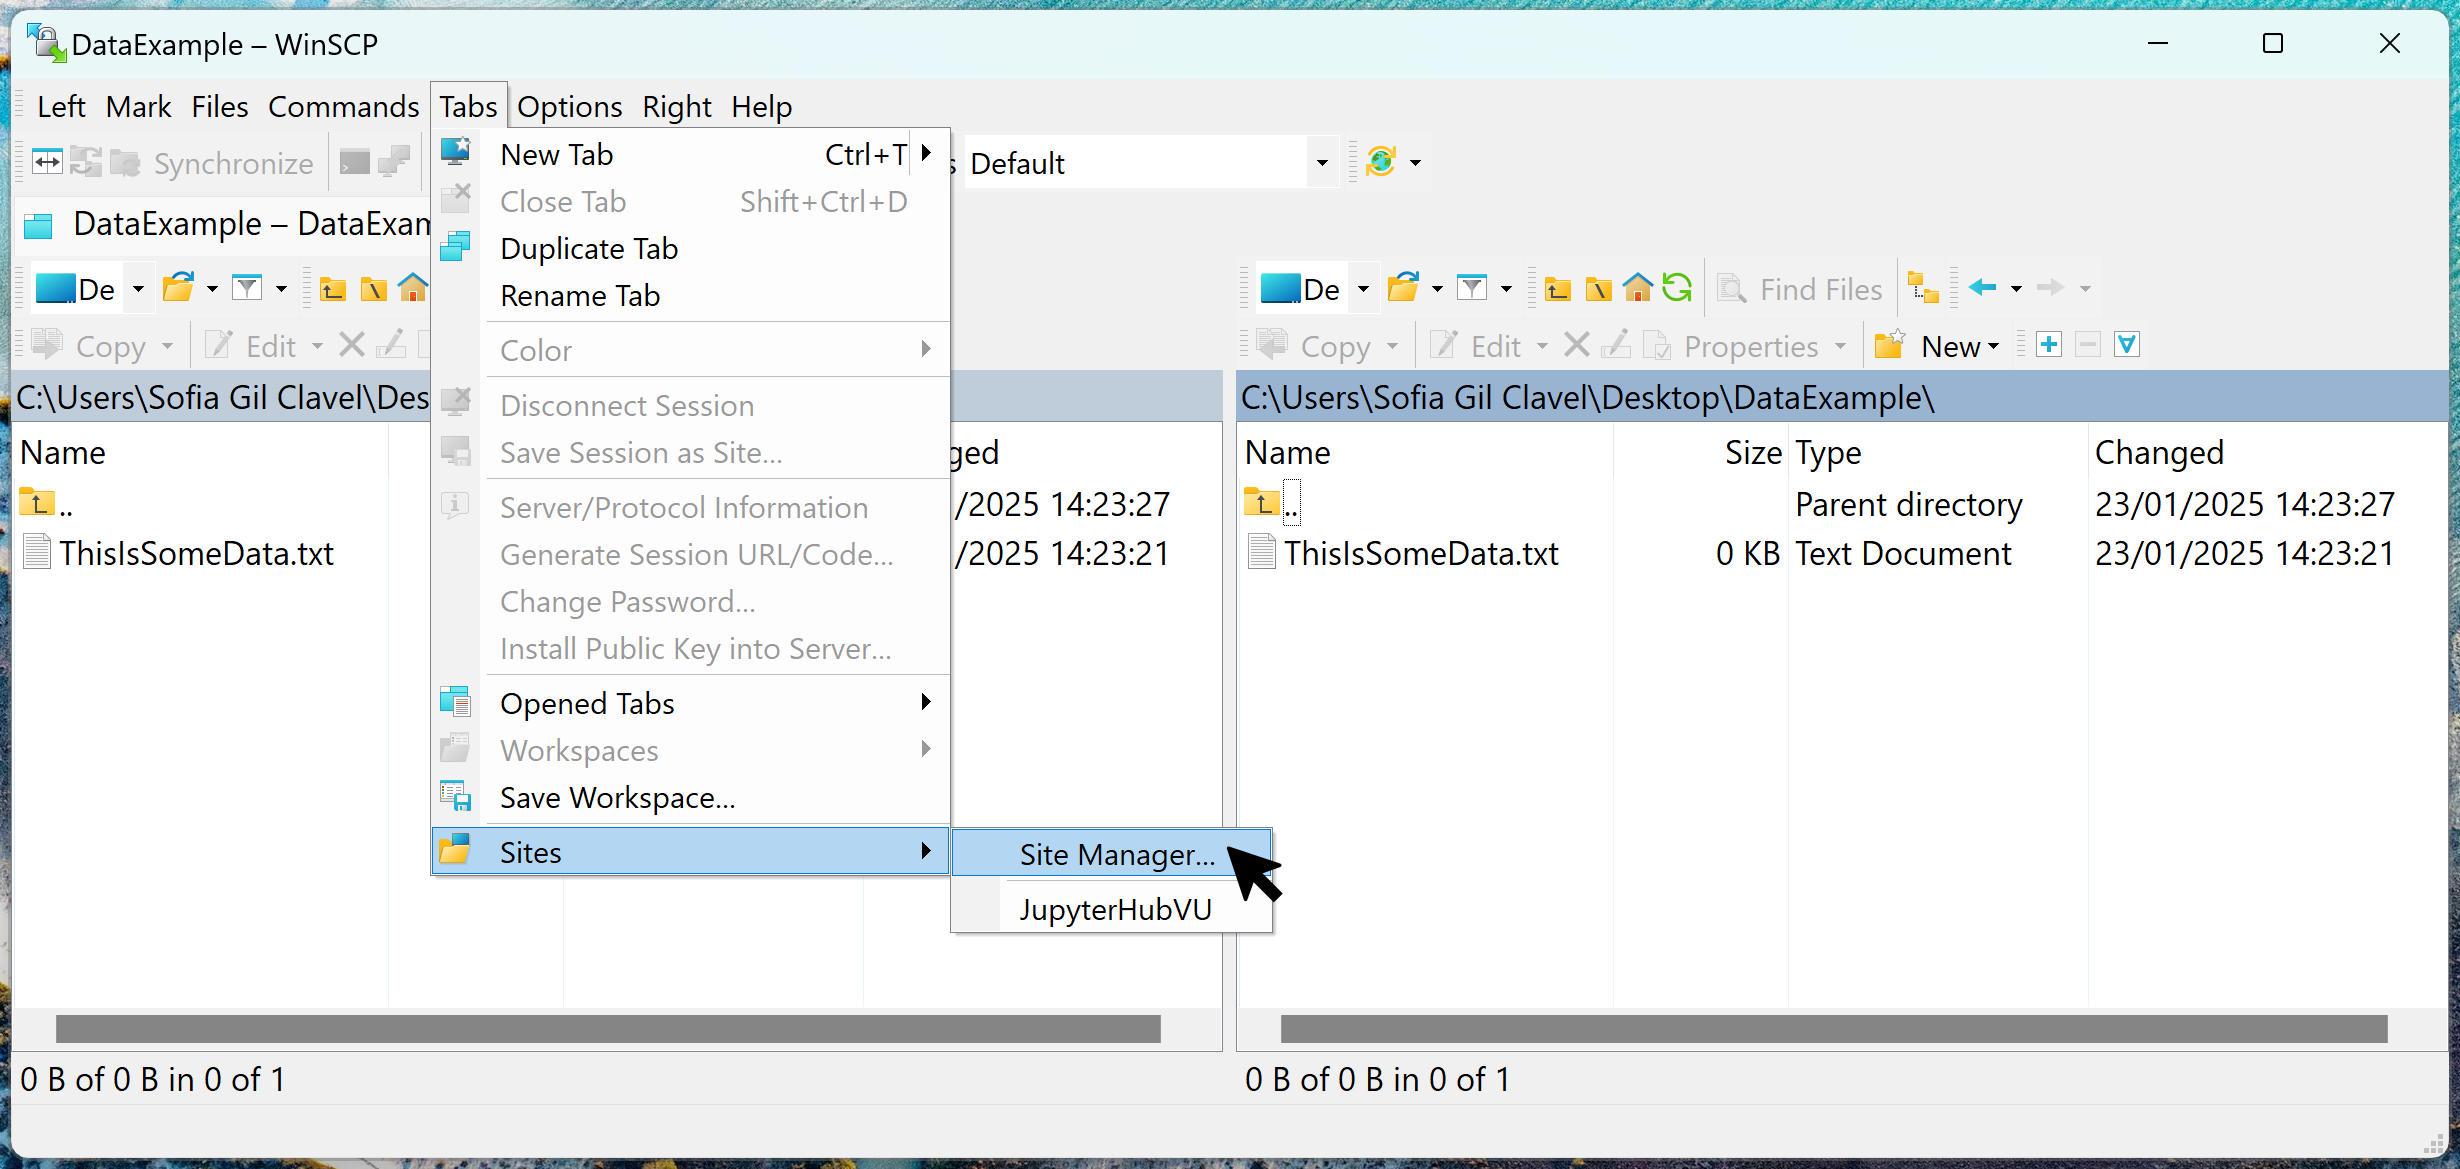 DataExample – WinSCP
Left Mark Files Commands Tabs Options Right Help
Synchronize
Default
DataExample – DataExam
New Tab Ctrl+T
Close Tab Shift+Ctrl+D
Duplicate Tab
Rename Tab
Color
Disconnect Session
Save Session as Site...
Server/Protocol Information
Generate Session URL/Code...
Change Password...
Install Public Key into Server...
Opened Tabs
Workspaces
Save Workspace...
Sites
Site Manager...
JupyterHubVU
De
Copy Edit
C:\Users\Sofia Gil Clavel\Des
Name ged
.. /2025 14:23:27
ThisIsSomeData.txt /2025 14:23:21
0 B of 0 B in 0 of 1
De Find Files
Copy Edit Properties New
C:\Users\Sofia Gil Clavel\Desktop\DataExample\
Name Size Type Changed
.. Parent directory 23/01/2025 14:23:27
ThisIsSomeData.txt 0 KB Text Document 23/01/2025 14:23:21
0 B of 0 B in 0 of 1